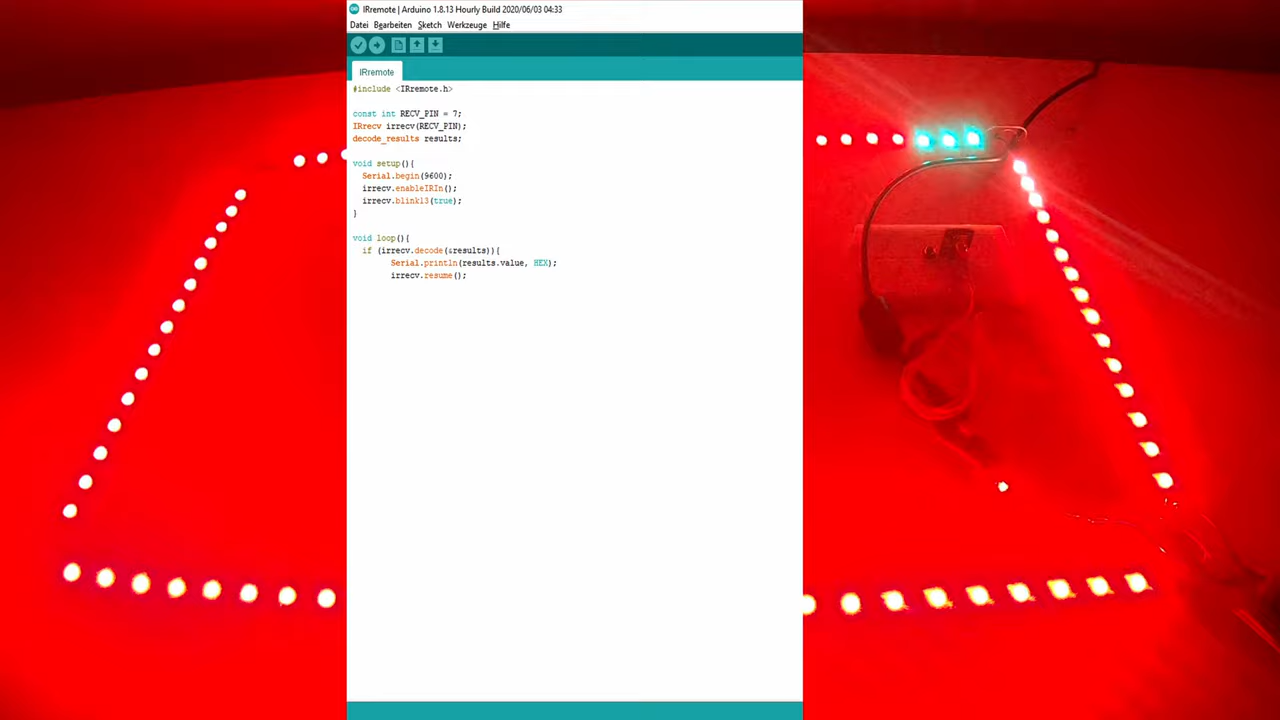 IRremote | Arduino 1.8.13 Hourly Build 2020/06/03 04:33
Datei Bearbeiten Sketch Werkzeuge Hilfe
IRremote
#include <IRremote.h>
const int RECV_PIN = 7;
IRrecv irrecv(RECV_PIN);
decode_results results;
void setup(){
Serial.begin(9600);
irrecv.enableIRIn();
irrecv.blink13(true);
}
void loop(){
if (irrecv.decode(&results)){
Serial.println(results.value, HEX);
irrecv.resume();